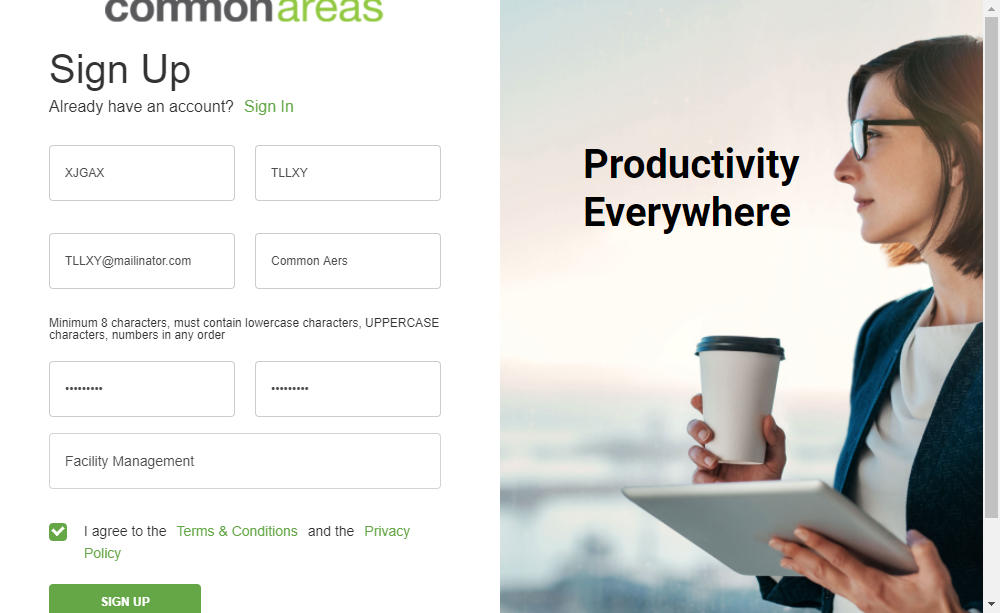 commonareas
Sign Up
Already have an account? Sign In
XJGAX TLLXY
TLLXY@mailinator.com Common Aers
Minimum 8 characters, must contain lowercase characters, UPPERCASE
characters, numbers in any order
••••••••• •••••••••
Facility Management
I agree to the Terms & Conditions and the Privacy
Policy
SIGN UP
Productivity
Everywhere